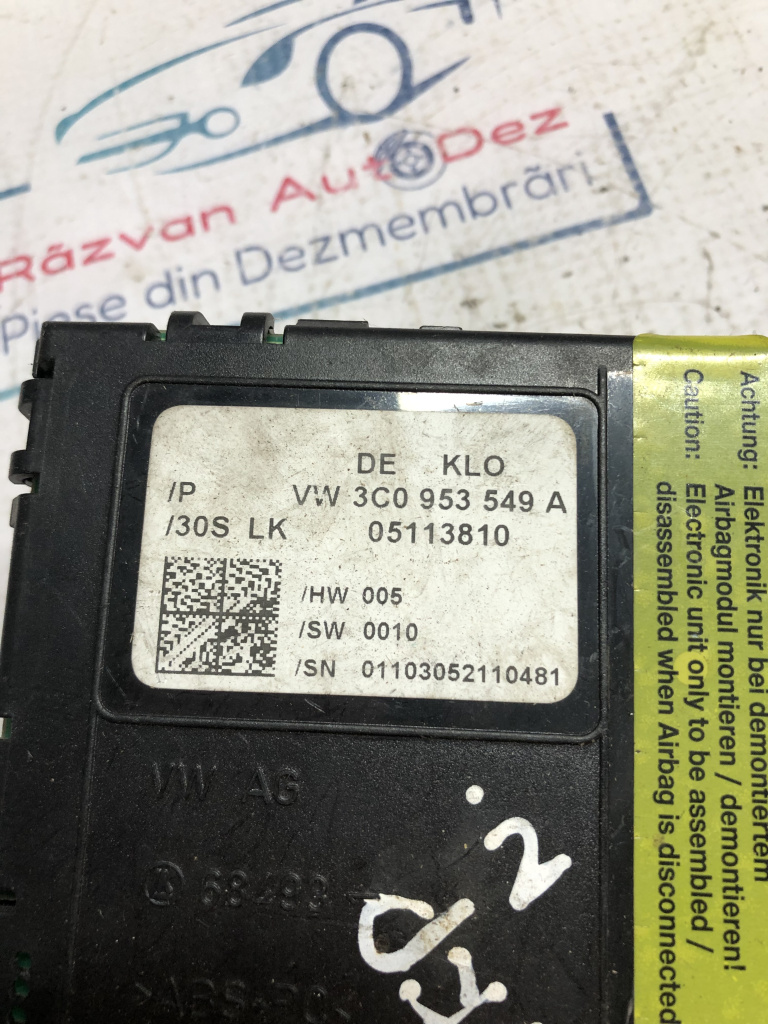 Răzvan AutoDez
Piese din Dezmembrări
DE KLO
/P VW 3C0 953 549 A
/30S LK 05113810
/HW 005
/SW 0010
/SN 01103052110481
VW AG
Achtung: Elektronik nur bei demontiertem
Airbagmodul montieren / demontieren!
Caution: Electronic unit only to be assembled /
disassembled when Airbag is disconnected